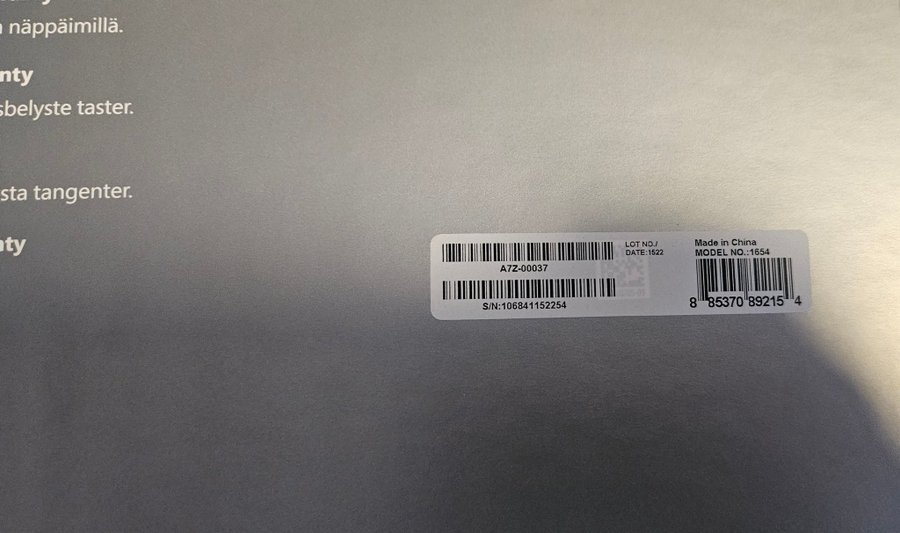 näppäimillä.
nty
sbelyste taster.
sta tangenter.
nty
A7Z-00037
S/N:106841152254
LOT NO./
DATE:1522
Made in China
MODEL NO.:1654
8 85370 89215 4